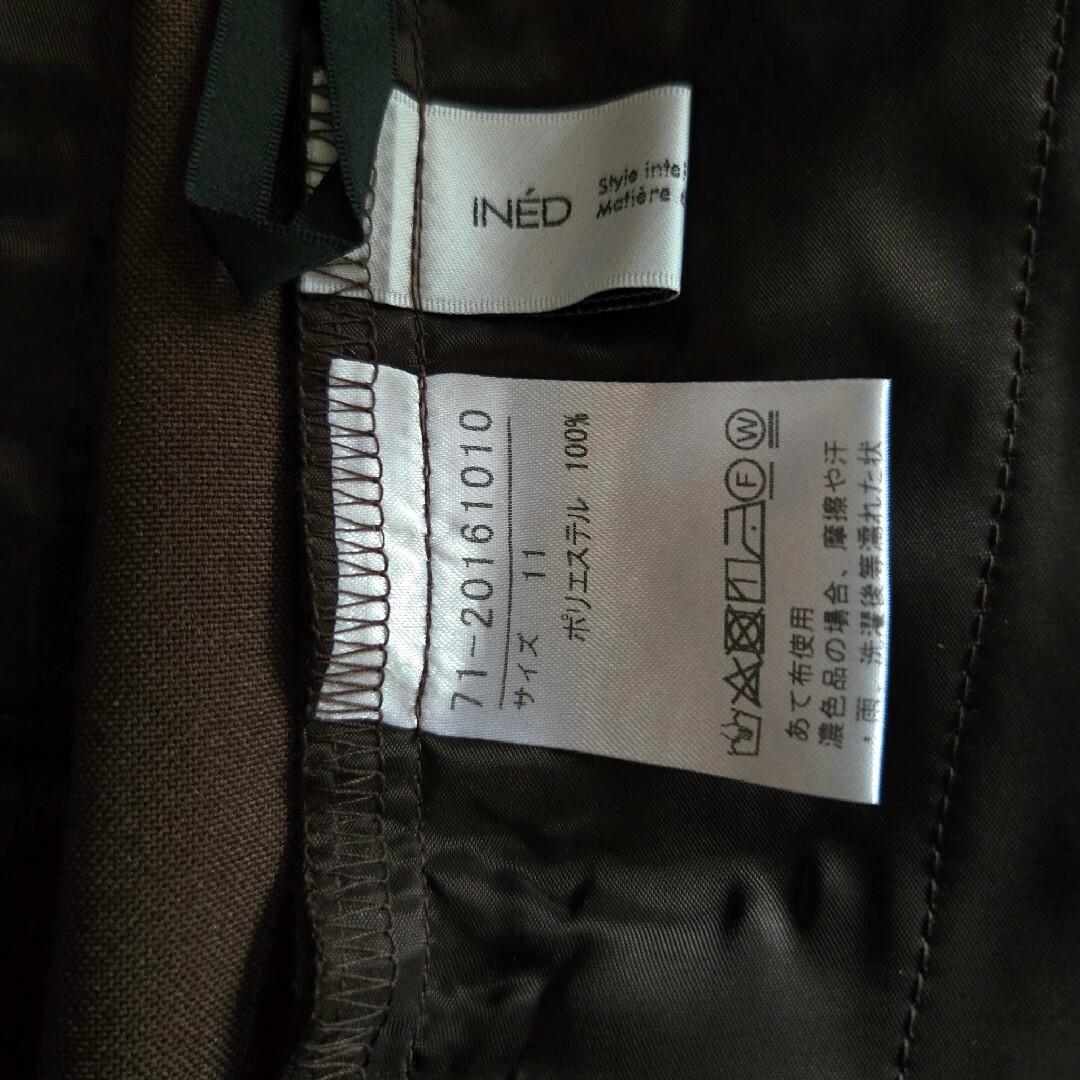 INÉD
Style
Matière
71-20161010
サイズ 11
ポリエステル 100%
F W
あて布使用
濃色品の場合、摩擦や汗
、雨、洗濯後等濡れた状